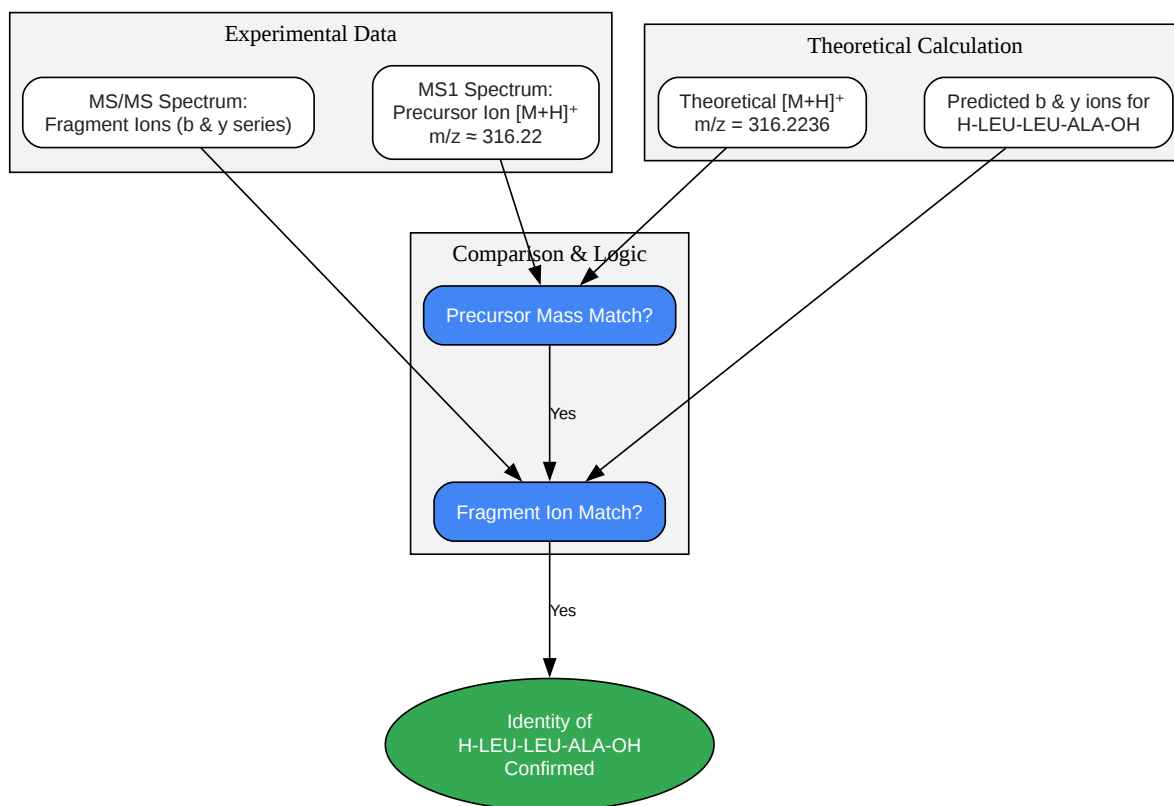 Experimental Data
MS/MS Spectrum:
Fragment Ions (b & y series)
MS1 Spectrum:
Precursor Ion [M+H]⁺
m/z ≈ 316.22
Theoretical Calculation
Theoretical [M+H]⁺
m/z = 316.2236
Predicted b & y ions for
H-LEU-LEU-ALA-OH
Comparison & Logic
Precursor Mass Match?
Yes
Fragment Ion Match?
Yes
Identity of
H-LEU-LEU-ALA-OH
Confirmed